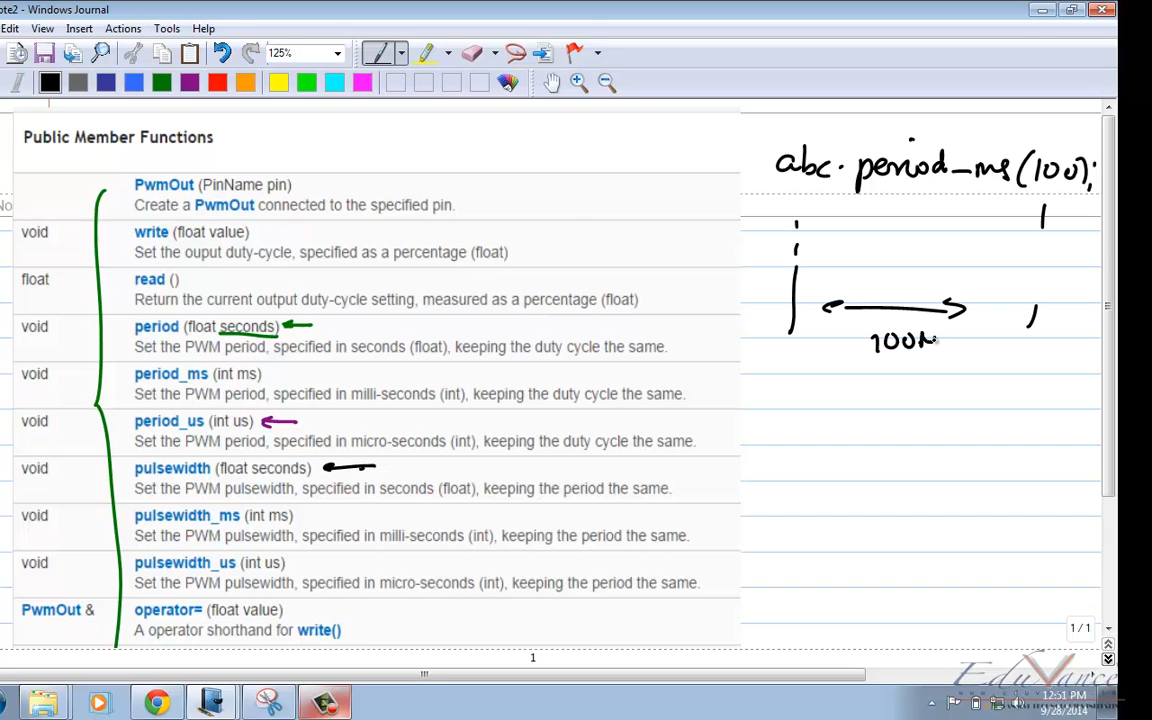 ote2 - Windows Journal
Edit View Insert Actions Tools Help
125%
Public Member Functions
abc.period_ms(100);
PwmOut (PinName pin)
Create a PwmOut connected to the specified pin.
No
void write (float value)
Set the ouput duty-cycle, specified as a percentage (float)
float read ()
Return the current output duty-cycle setting, measured as a percentage (float)
void period (float seconds)
Set the PWM period, specified in seconds (float), keeping the duty cycle the same.
100m
void period_ms (int ms)
Set the PWM period, specified in milli-seconds (int), keeping the duty cycle the same.
void period_us (int us)
Set the PWM period, specified in micro-seconds (int), keeping the duty cycle the same.
void pulsewidth (float seconds)
Set the PWM pulsewidth, specified in seconds (float), keeping the period the same.
void pulsewidth_ms (int ms)
Set the PWM pulsewidth, specified in milli-seconds (int), keeping the period the same.
void pulsewidth_us (int us)
Set the PWM pulsewidth, specified in micro-seconds (int), keeping the period the same.
PwmOut & operator= (float value)
A operator shorthand for write()
1 / 1
1
EduVance
12:51 PM
9/28/2014